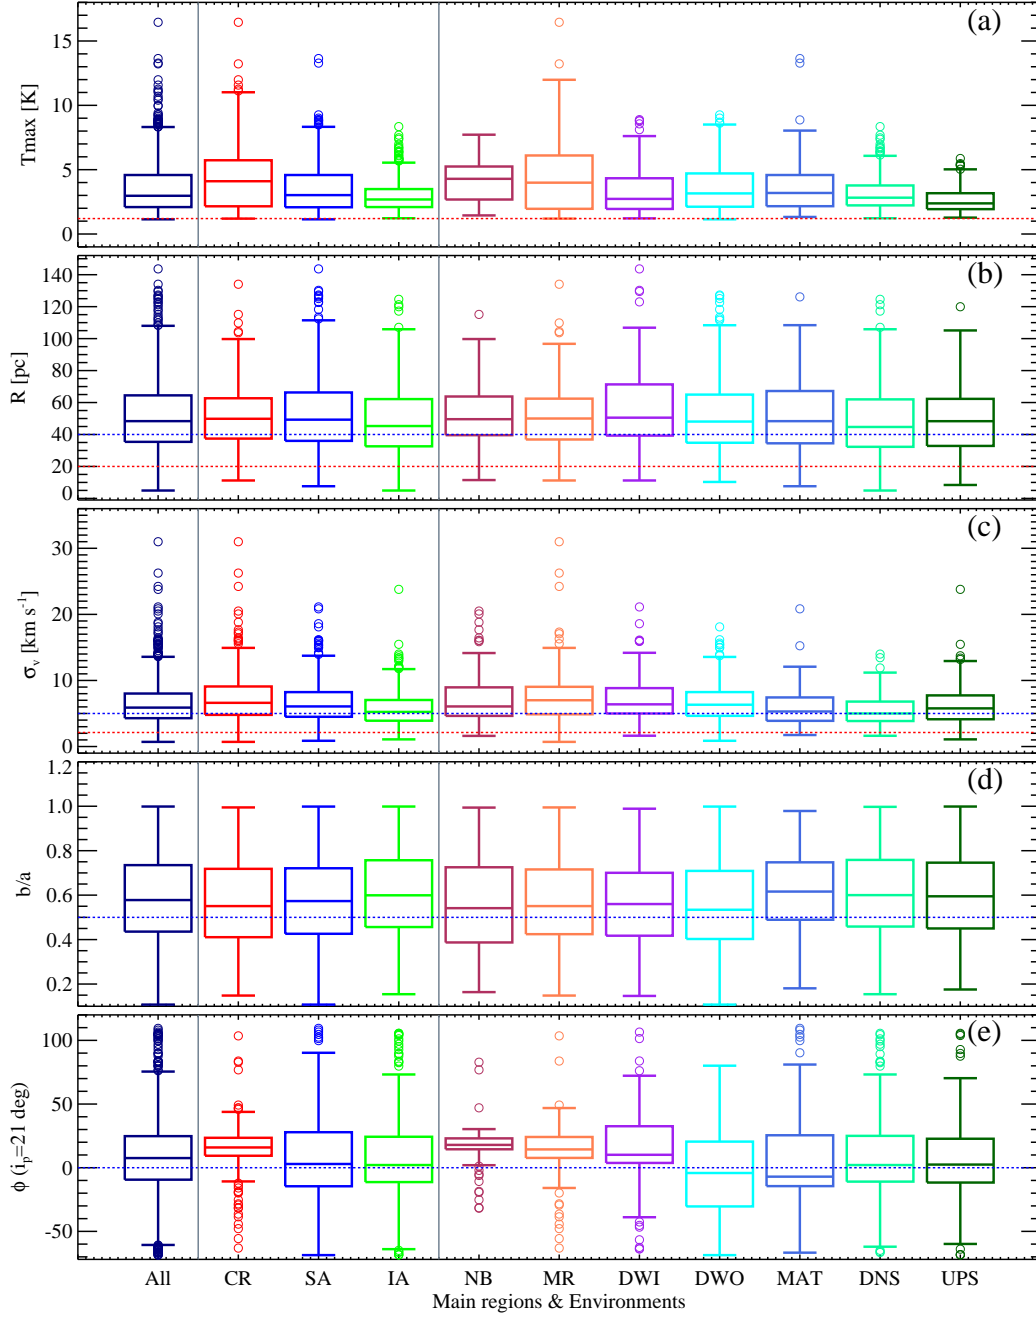 (a)
15
10
5
0
Tmax [K]
(b)
140
120
100
80
60
40
20
0
R [pc]
(c)
30
20
10
0
σv [km s⁻¹]
(d)
1.2
1.0
0.8
0.6
0.4
0.2
b/a
(e)
100
50
0
-50
ϕ (ip=21 deg)
All CR SA IA NB MR DWI DWO MAT DNS UPS
Main regions & Environments